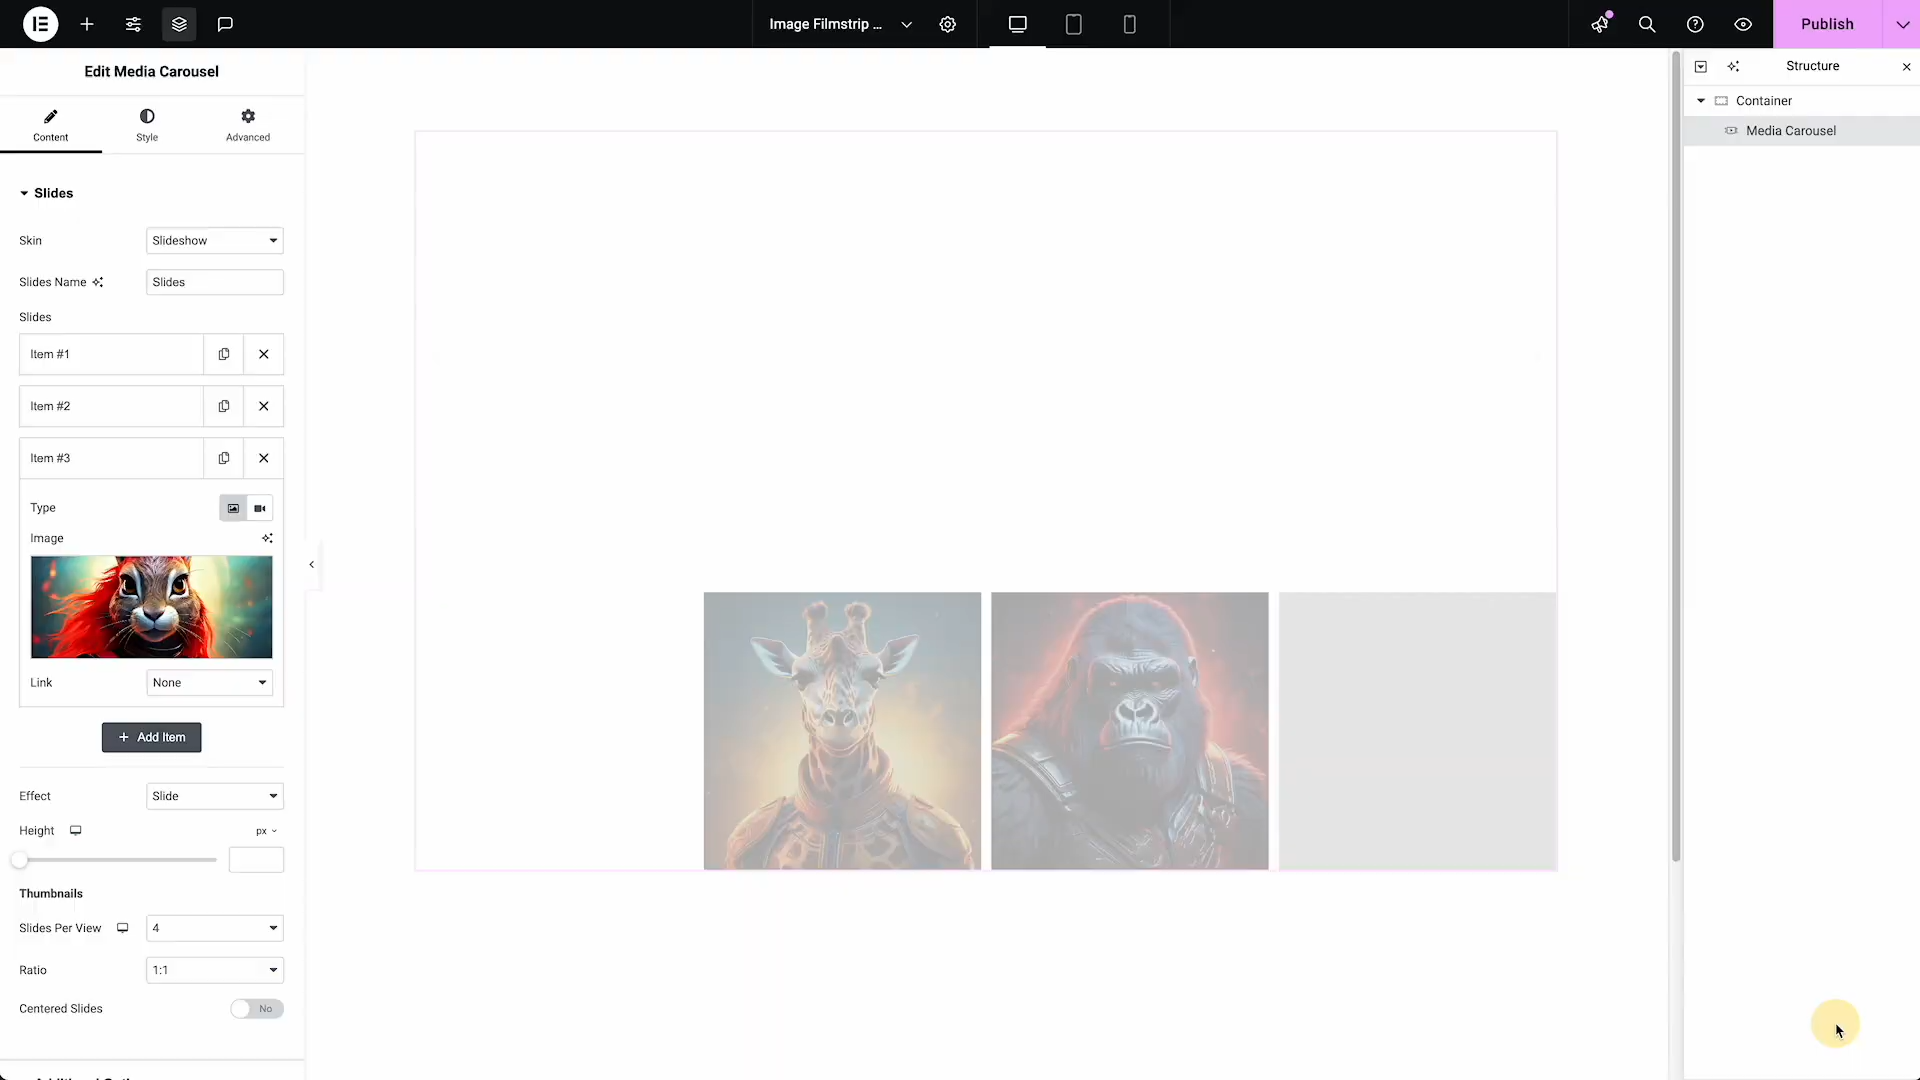 Image Filmstrip ...
Publish
Edit Media Carousel
Structure
Content
Style
Advanced
Container
Media Carousel
Slides
Skin
Slideshow
Slides Name
Slides
Slides
Item #1
Item #2
Item #3
Type
Image
Link
None
+ Add Item
Effect
Slide
Height
px
Thumbnails
Slides Per View
4
Ratio
1:1
Centered Slides
No